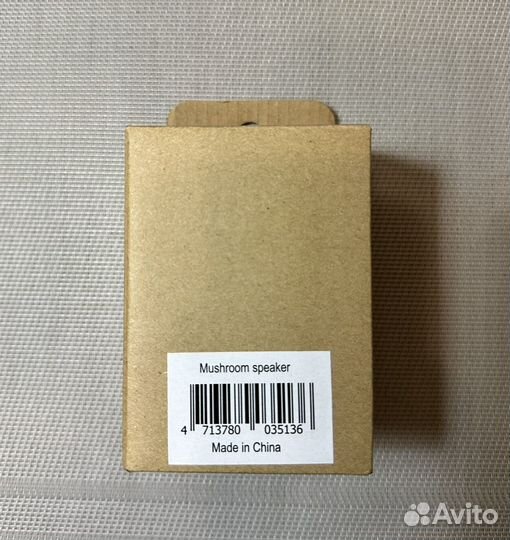 Mushroom speaker
4 713780 035136
Made in China
Avito